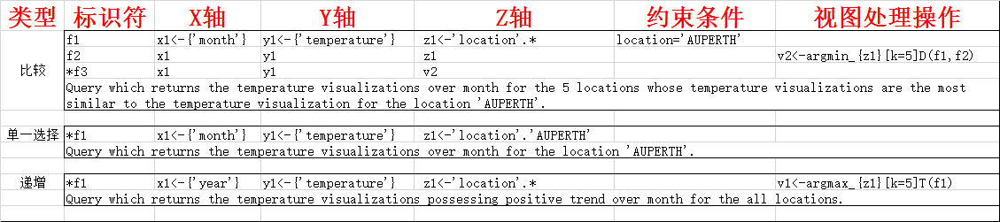 类型 标识符 X轴 Y轴 Z轴 约束条件 视图处理操作
f1 x1<-{'month'} y1<-{'temperature'} z1<-'location'.* location='AUPERTH'
f2 x1 y1 z1 v2<-argmin_{z1}[k=5]D(f1,f2)
比较 *f3 x1 y1 v2
Query which returns the temperature visualizations over month for the 5 locations whose temperature visualizations are the most
similar to the temperature visualization for the location 'AUPERTH'.
单一选择 *f1 x1<-{'month'} y1<-{'temperature'} z1<-'location'.'AUPERTH'
Query which returns the temperature visualizations over month for the location 'AUPERTH'.
递增 *f1 x1<-{'year'} y1<-{'temperature'} z1<-'location'.* v1<-argmax_{z1}[k=5]T(f1)
Query which returns the temperature visualizations possessing positive trend over month for the all locations.